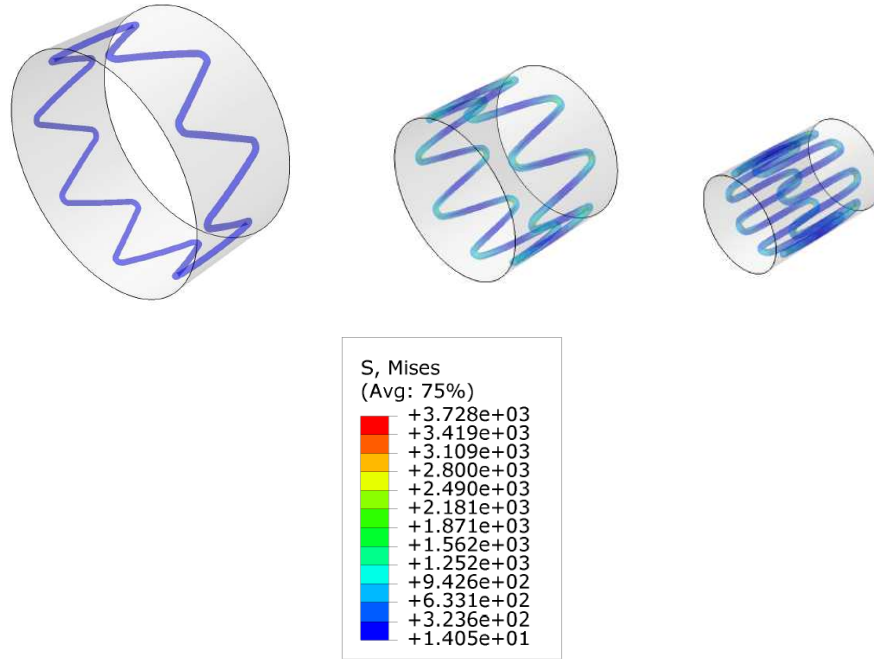 S, Mises
(Avg: 75%)
+3.728e+03
+3.419e+03
+3.109e+03
+2.800e+03
+2.490e+03
+2.181e+03
+1.871e+03
+1.562e+03
+1.252e+03
+9.426e+02
+6.331e+02
+3.236e+02
+1.405e+01